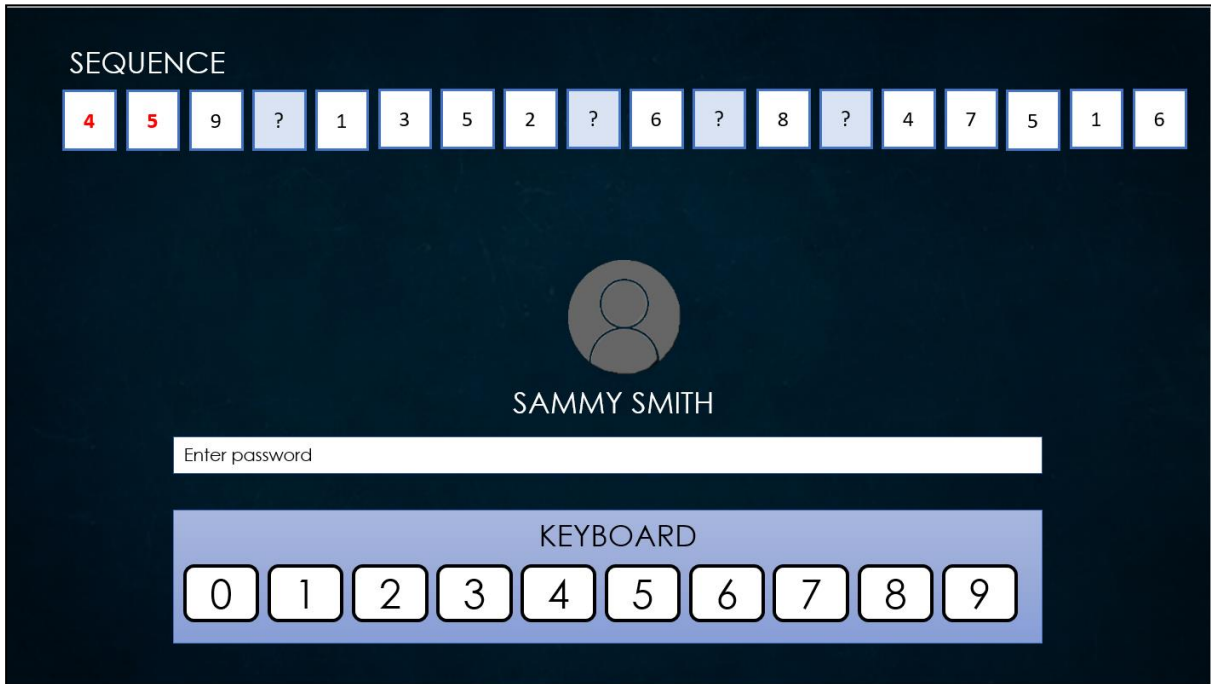 SEQUENCE
4 5 9 ? 1 3 5 2 ? 6 ? 8 ? 4 7 5 1 6
SAMMY SMITH
Enter password
KEYBOARD
0 1 2 3 4 5 6 7 8 9